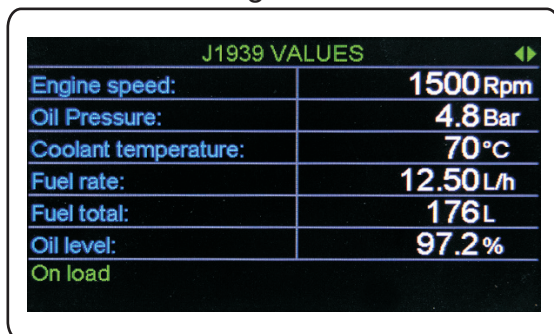 J1939 VALUES
Engine speed: 1500 Rpm
Oil Pressure: 4.8 Bar
Coolant temperature: 70°C
Fuel rate: 12.50 L/h
Fuel total: 176 L
Oil level: 97.2 %
On load